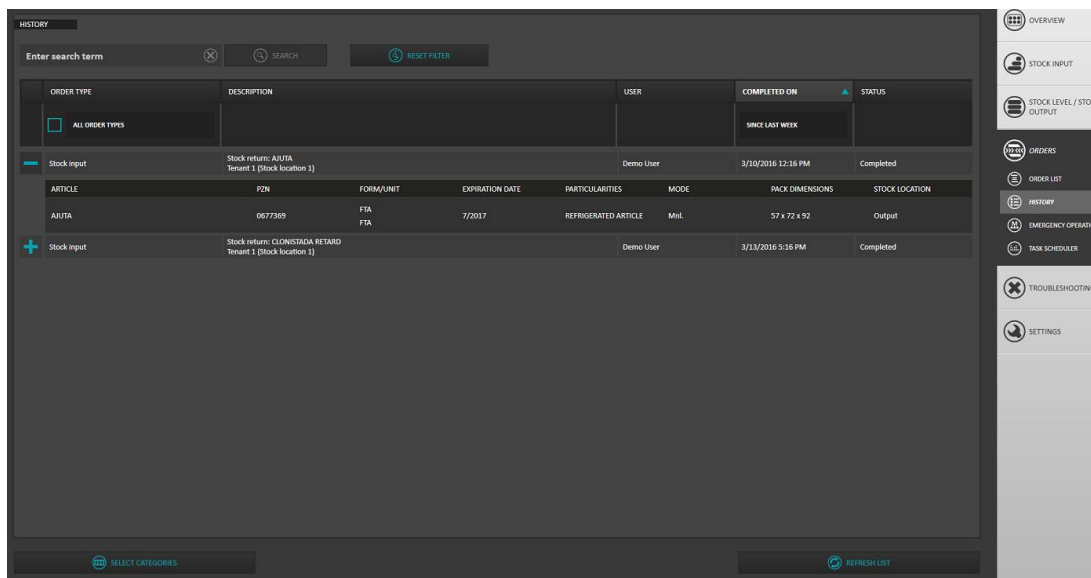 HISTORY
Enter search term
SEARCH
RESET FILTER
ORDER TYPE DESCRIPTION USER COMPLETED ON STATUS
ALL ORDER TYPES SINCE LAST WEEK
Stock input Stock return: AJUTA Demo User 3/10/2016 12:16 PM Completed
Tenant 1 (Stock location 1)
ARTICLE PZN FORM/UNIT EXPIRATION DATE PARTICULARITIES MODE PACK DIMENSIONS STOCK LOCATION
AJUTA 0677369 FTA 7/2017 REFRIGERATED ARTICLE Mnl. 57 x 72 x 92 Output
FTA
Stock input Stock return: CLONISTADA RETARD Demo User 3/13/2016 5:16 PM Completed
Tenant 1 (Stock location 1)
SELECT CATEGORIES
REFRESH LIST
OVERVIEW
STOCK INPUT
STOCK LEVEL / STO
OUTPUT
ORDERS
ORDER LIST
HISTORY
EMERGENCY OPERATI
TASK SCHEDULER
TROUBLESHOOTING
SETTINGS